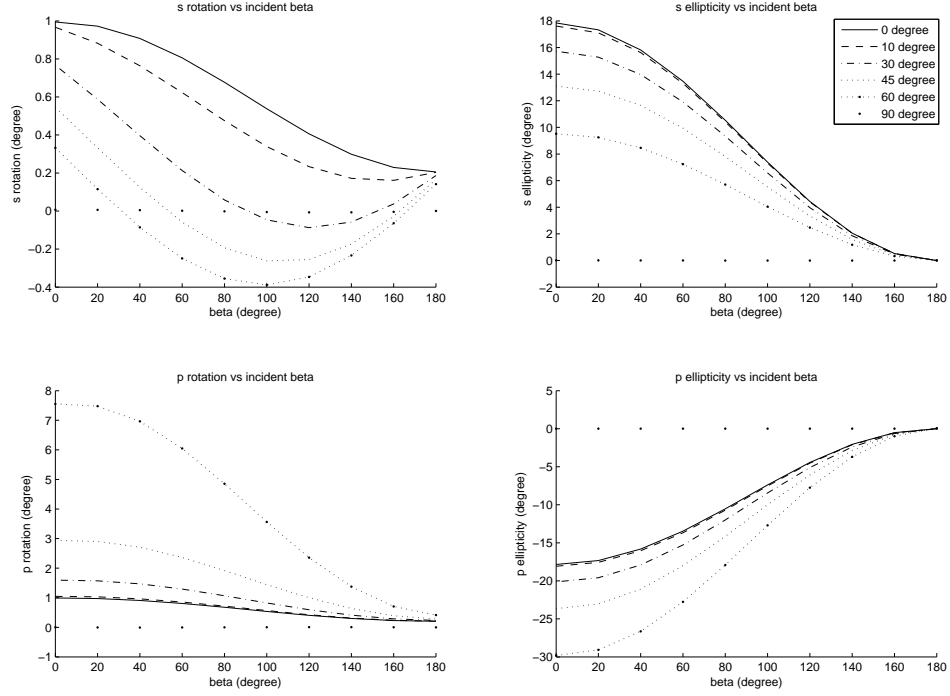 s rotation vs incident beta
1
0.8
0.6
0.4
0.2
0
−0.2
−0.4
s rotation (degree)
0 20 40 60 80 100 120 140 160 180
beta (degree)
s ellipticity vs incident beta
18
16
14
12
10
8
6
4
2
0
−2
s ellipticity (degree)
0 20 40 60 80 100 120 140 160 180
beta (degree)
0 degree
10 degree
30 degree
45 degree
60 degree
90 degree
p rotation vs incident beta
8
7
6
5
4
3
2
1
0
−1
p rotation (degree)
0 20 40 60 80 100 120 140 160 180
beta (degree)
p ellipticity vs incident beta
5
0
−5
−10
−15
−20
−25
−30
p ellipticity (degree)
0 20 40 60 80 100 120 140 160 180
beta (degree)